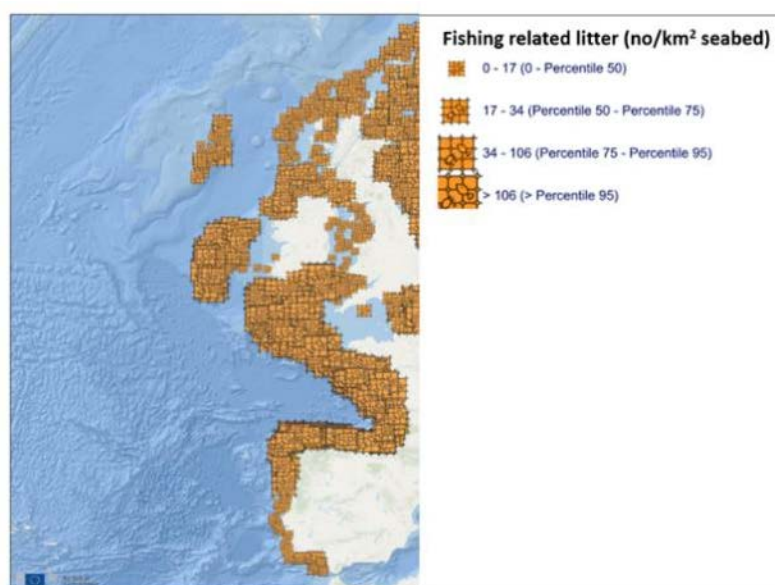 Fishing related litter (no/km² seabed)
0 - 17 (0 - Percentile 50)
17 - 34 (Percentile 50 - Percentile 75)
34 - 106 (Percentile 75 - Percentile 95)
> 106 (> Percentile 95)